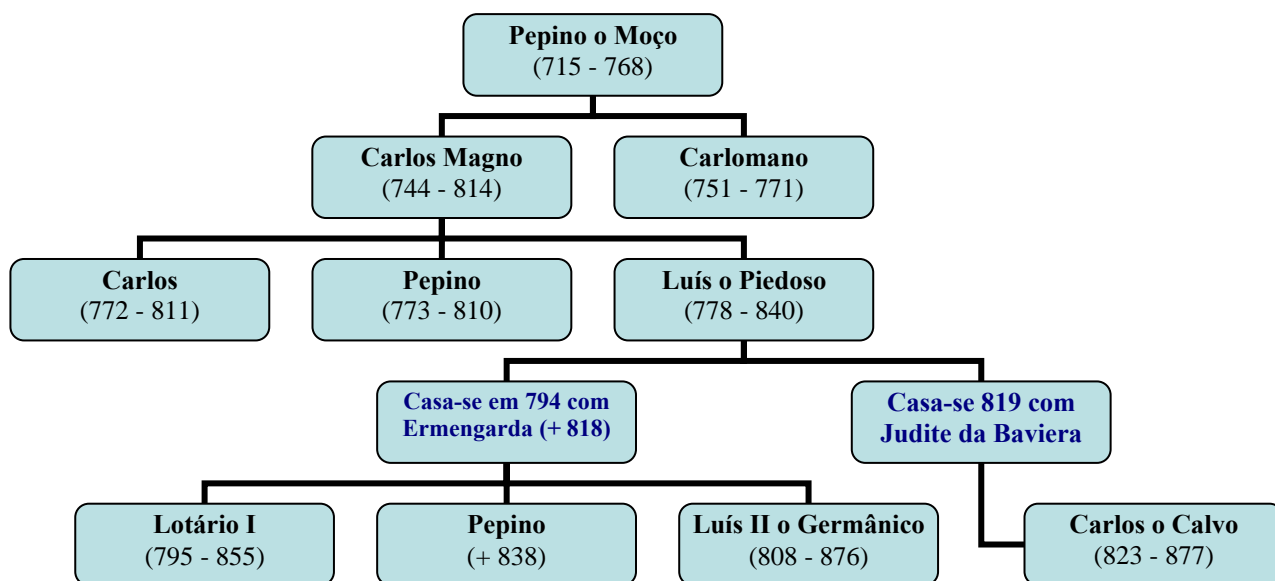 Pepino o Moço
(715 - 768)
Carlos Magno
(744 - 814)
Carlomano
(751 - 771)
Carlos
(772 - 811)
Pepino
(773 - 810)
Luís o Piedoso
(778 - 840)
Casa-se em 794 com
Ermengarda (+ 818)
Casa-se 819 com
Judite da Baviera
Lotário I
(795 - 855)
Pepino
(+ 838)
Luís II o Germânico
(808 - 876)
Carlos o Calvo
(823 - 877)